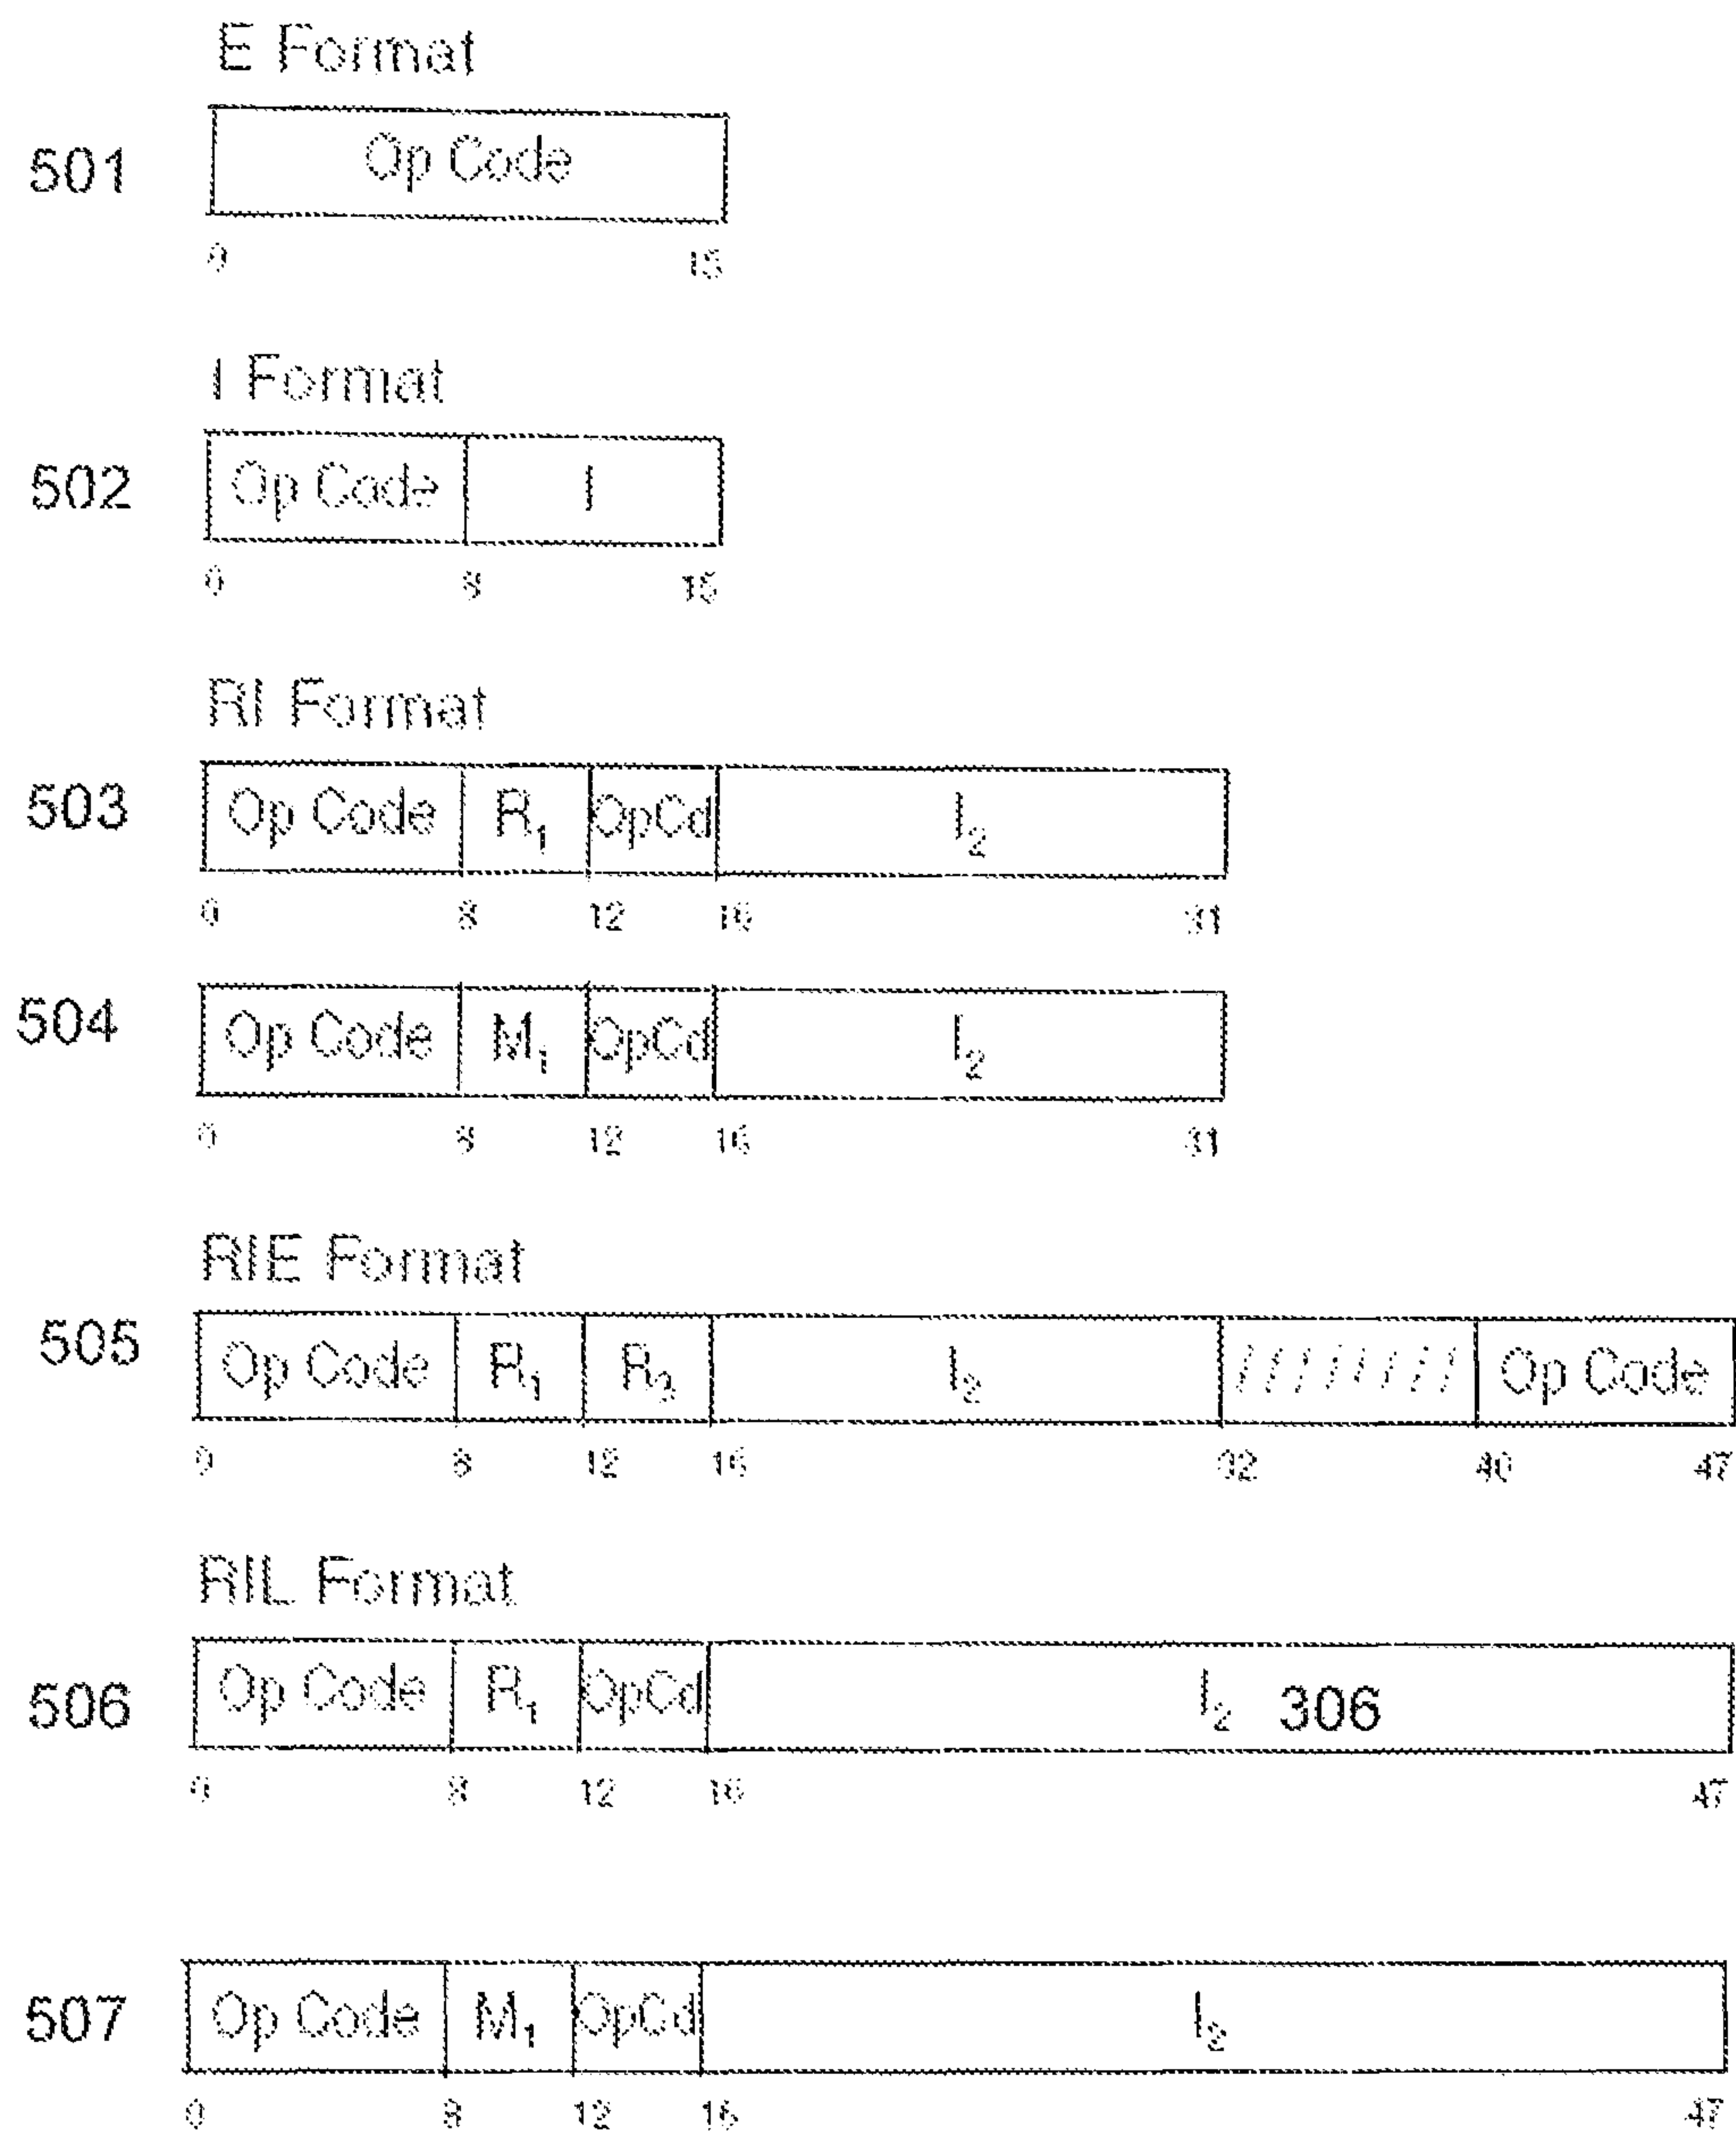 E Format
501
Op Code
0 15
I Format
502
Op Code I
0 8 15
RI Format
503
Op Code R₁ OpCd I₂
0 8 12 16 31
504
Op Code M₁ OpCd I₂
0 8 12 16 31
RIE Format
505
Op Code R₁ R₃ I₂ //////// Op Code
0 8 12 16 32 40 47
RIL Format
506
Op Code R₁ OpCd I₂ 306
0 8 12 16 47
507
Op Code M₁ OpCd I₂
0 8 12 16 47